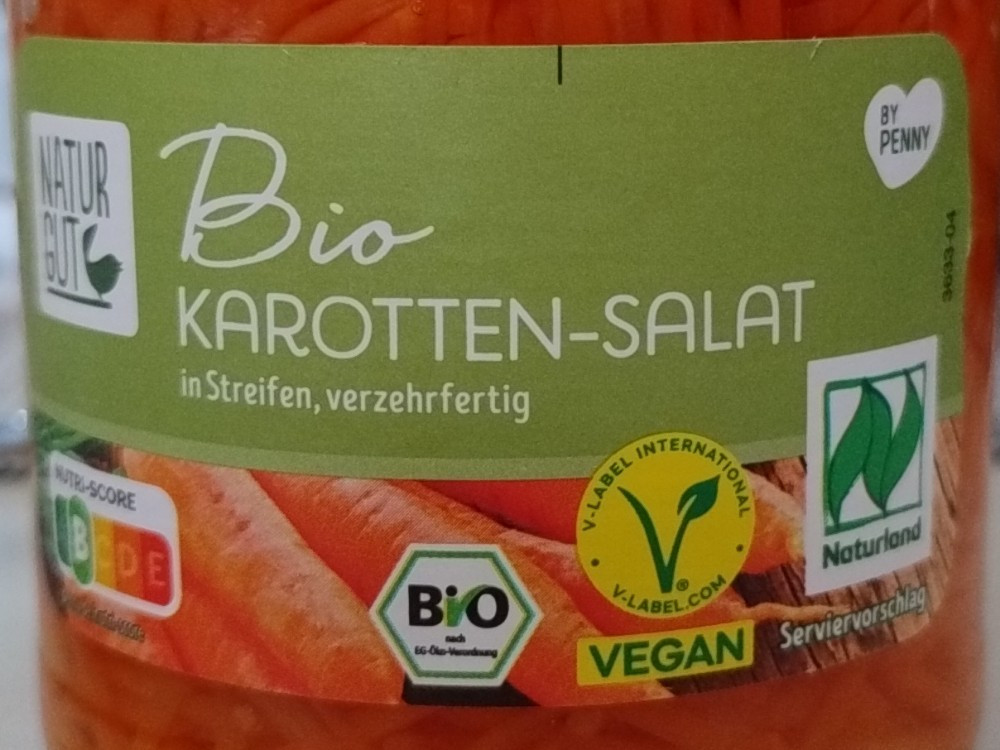 BY
PENNY
NATUR
GUT
Bio
KAROTTEN-SALAT
in Streifen, verzehrfertig
3633-04
NUTRI-SCORE
B C D E
BiO
nach
EG-Öko-Verordnung
V-LABEL INTERNATIONAL
V-LABEL.COM
®
VEGAN
Naturland
Serviervorschlag